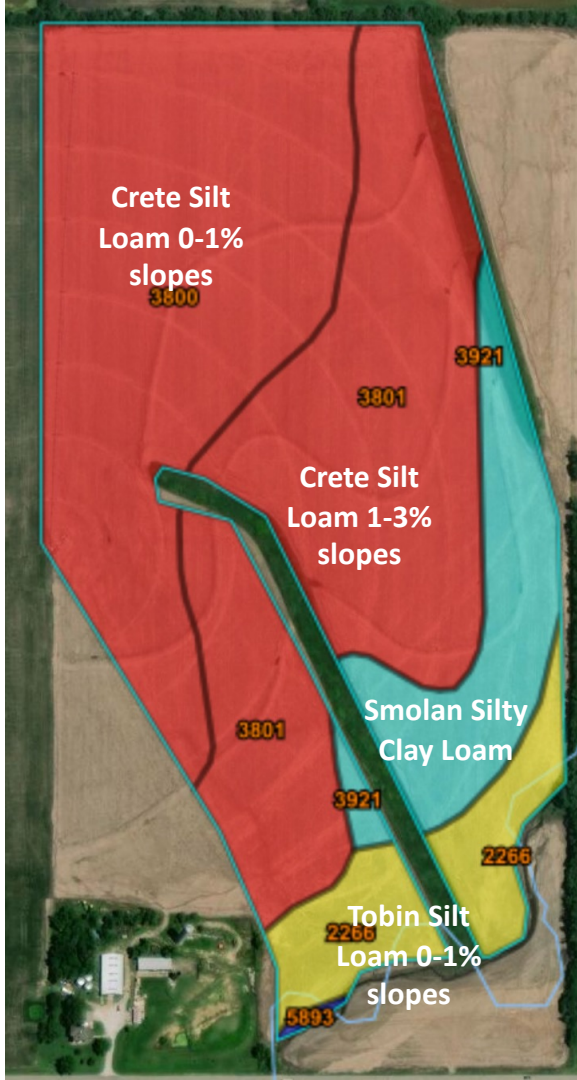 Crete Silt
Loam 0-1%
slopes
3800
3921
3801
Crete Silt
Loam 1-3%
slopes
Smolan Silty
Clay Loam
3801
3921
2266
Tobin Silt
2266
Loam 0-1%
slopes
5893